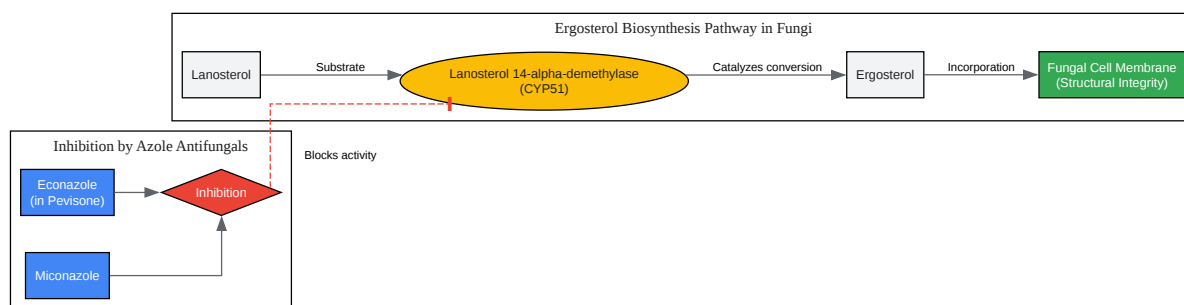 Ergosterol Biosynthesis Pathway in Fungi
Lanosterol
Substrate
Lanosterol 14-alpha-demethylase
(CYP51)
Catalyzes conversion
Ergosterol
Incorporation
Fungal Cell Membrane
(Structural Integrity)
Inhibition by Azole Antifungals
Blocks activity
Econazole
(in Pevisone)
Inhibition
Miconazole